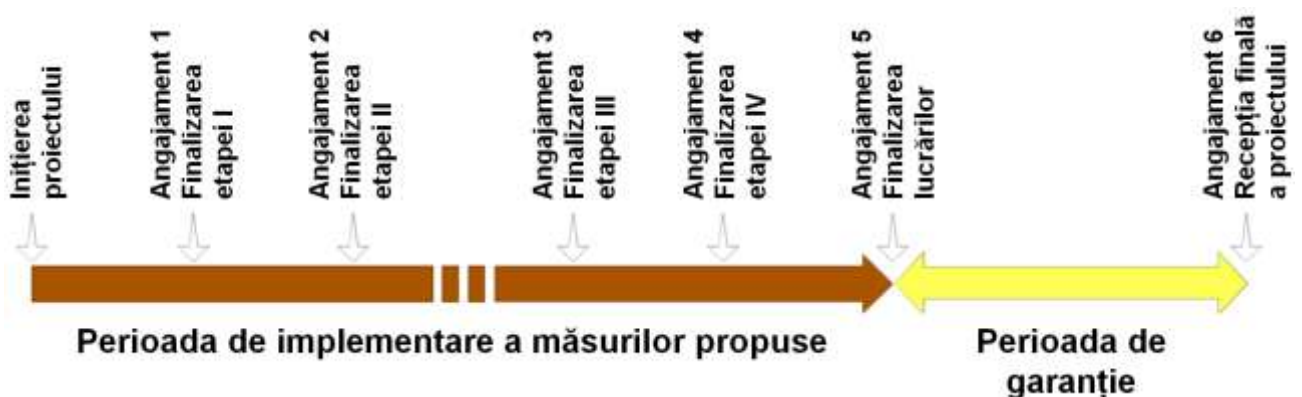 Inițierea
proiectului
Angajament 1
Finalizarea
etapei I
Angajament 2
Finalizarea
etapei II
Angajament 3
Finalizarea
etapei III
Angajament 4
Finalizarea
etapei IV
Angajament 5
Finalizarea
lucrărilor
Angajament 6
Recepția finală
a proiectului
Perioada de implementare a măsurilor propuse
Perioada de
garanție